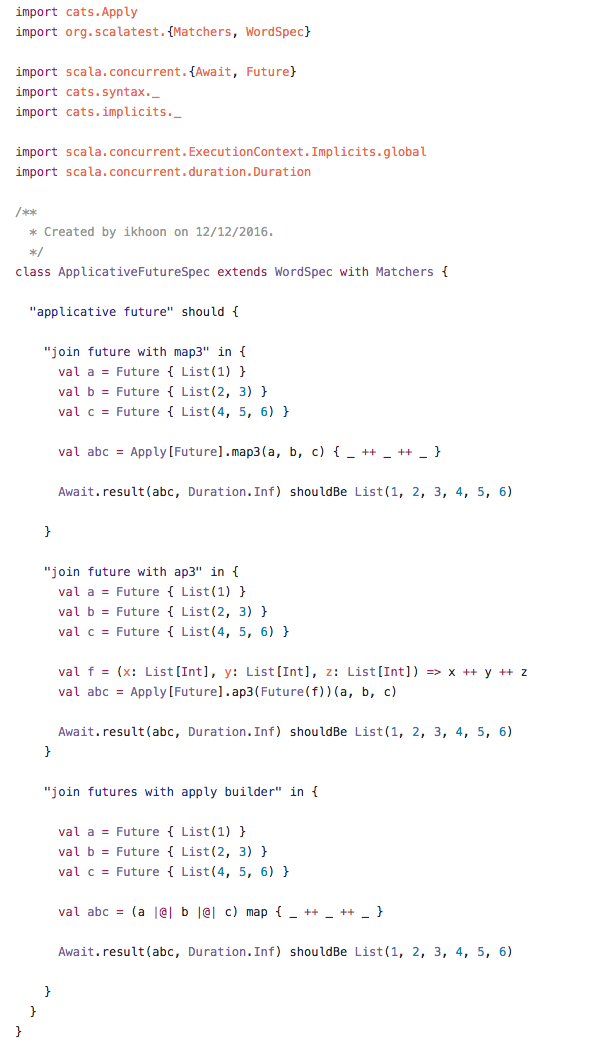 import cats.Apply
import org.scalatest.{Matchers, WordSpec}

import scala.concurrent.{Await, Future}
import cats.syntax._
import cats.implicits._

import scala.concurrent.ExecutionContext.Implicits.global
import scala.concurrent.duration.Duration

/**
  * Created by ikhoon on 12/12/2016.
  */
class ApplicativeFutureSpec extends WordSpec with Matchers {

  "applicative future" should {

    "join future with map3" in {
      val a = Future { List(1) }
      val b = Future { List(2, 3) }
      val c = Future { List(4, 5, 6) }

      val abc = Apply[Future].map3(a, b, c) { _ ++ _ ++ _ }

      Await.result(abc, Duration.Inf) shouldBe List(1, 2, 3, 4, 5, 6)

    }

    "join future with ap3" in {
      val a = Future { List(1) }
      val b = Future { List(2, 3) }
      val c = Future { List(4, 5, 6) }

      val f = (x: List[Int], y: List[Int], z: List[Int]) => x ++ y ++ z
      val abc = Apply[Future].ap3(Future(f))(a, b, c)

      Await.result(abc, Duration.Inf) shouldBe List(1, 2, 3, 4, 5, 6)
    }

    "join futures with apply builder" in {

      val a = Future { List(1) }
      val b = Future { List(2, 3) }
      val c = Future { List(4, 5, 6) }

      val abc = (a |@| b |@| c) map { _ ++ _ ++ _ }

      Await.result(abc, Duration.Inf) shouldBe List(1, 2, 3, 4, 5, 6)

    }
  }
}